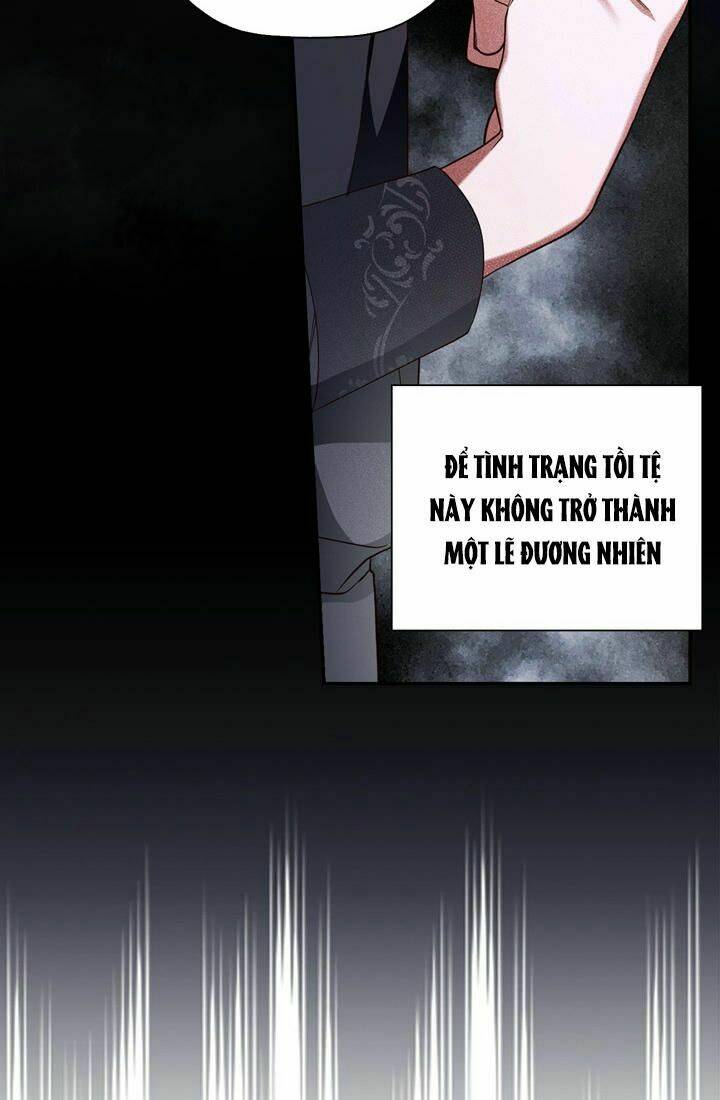 ĐỂ TÌNH TRẠNG TỒI TỆ
NÀY KHÔNG TRỞ THÀNH
MỘT LẼ ĐƯƠNG NHIÊN